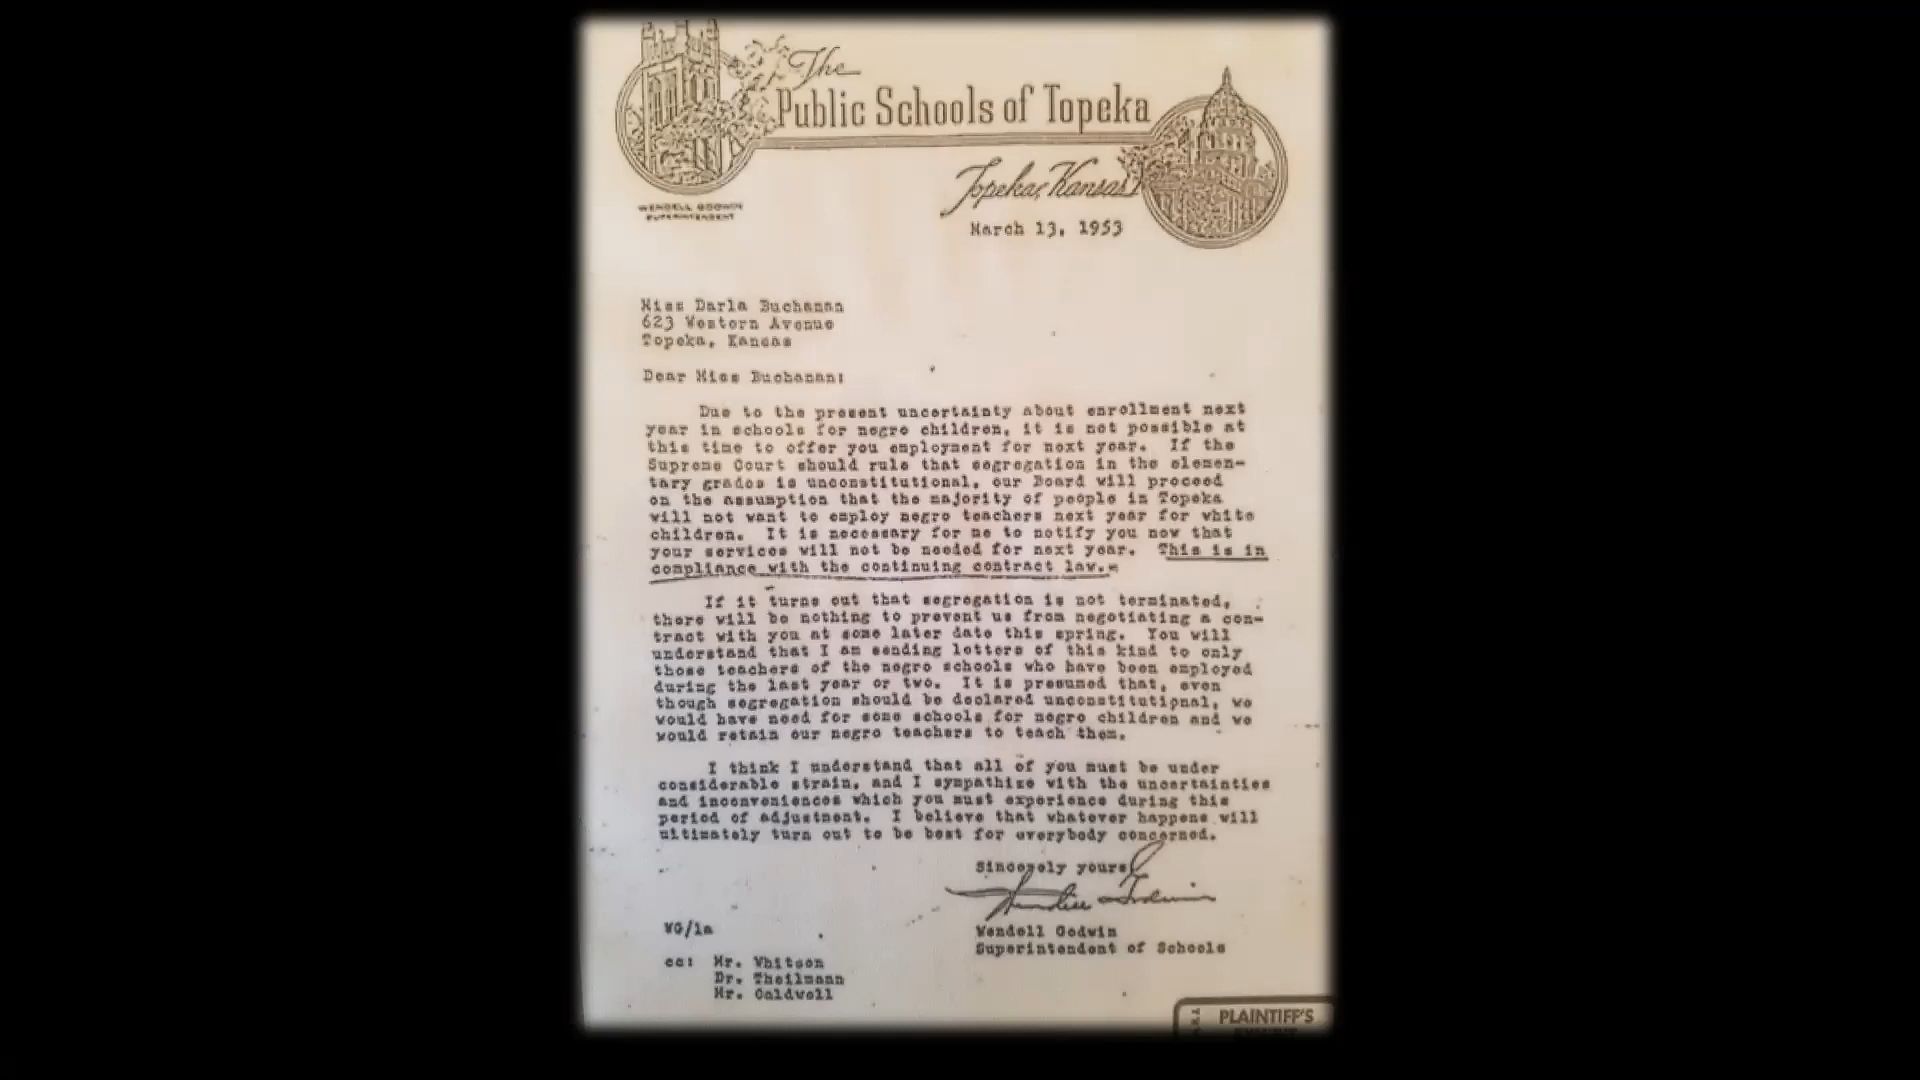 The
Public Schools of Topeka
Topeka, Kansas
WENDELL GODWIN
SUPERINTENDENT
March 13, 1953
Miss Darla Buchanan
623 Western Avenue
Topeka, Kansas
Dear Miss Buchanan:
Due to the present uncertainty about enrollment next
year in schools for negro children, it is not possible at
this time to offer you employment for next year. If the
Supreme Court should rule that segregation in the elemen-
tary grades is unconstitutional, our Board will proceed
on the assumption that the majority of people in Topeka
will not want to employ negro teachers next year for white
children. It is necessary for me to notify you now that
your services will not be needed for next year. This is in
compliance with the continuing contract law.
If it turns out that segregation is not terminated,
there will be nothing to prevent us from negotiating a con-
tract with you at some later date this spring. You will
understand that I am sending letters of this kind to only
those teachers of the negro schools who have been employed
during the last year or two. It is presumed that, even
though segregation should be declared unconstitutional, we
would have need for some schools for negro children and we
would retain our negro teachers to teach them.
I think I understand that all of you must be under
considerable strain, and I sympathize with the uncertainties
and inconveniences which you must experience during this
period of adjustment. I believe that whatever happens will
ultimately turn out to be best for everybody concerned.
Sincerely yours,
Wendell Godwin
Wendell Godwin
Superintendent of Schools
WG/la
cc: Mr. Whitson
Dr. Theilmann
Mr. Caldwell
PLAINTIFF'S